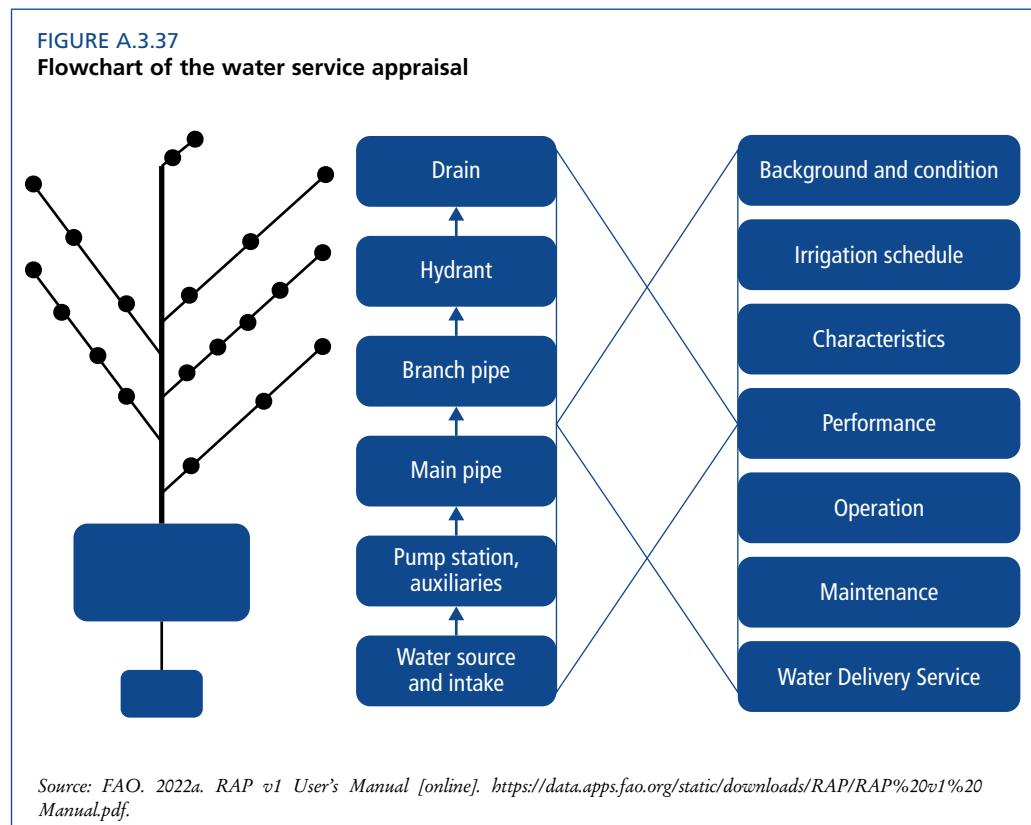 FIGURE A.3.37
Flowchart of the water service appraisal
Drain
Hydrant
Branch pipe
Main pipe
Pump station,
auxiliaries
Water source
and intake
Background and condition
Irrigation schedule
Characteristics
Performance
Operation
Maintenance
Water Delivery Service
Source: FAO. 2022a. RAP v1 User's Manual [online]. https://data.apps.fao.org/static/downloads/RAP/RAP%20v1%20
Manual.pdf.